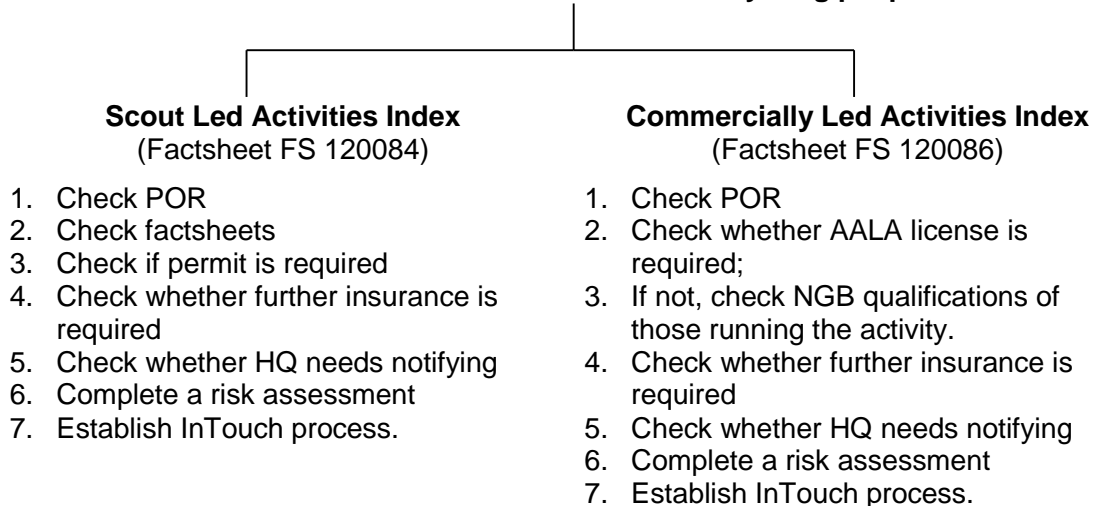 Scout Led Activities Index
(Factsheet FS 120084)
1. Check POR
2. Check factsheets
3. Check if permit is required
4. Check whether further insurance is
required
5. Check whether HQ needs notifying
6. Complete a risk assessment
7. Establish InTouch process.
Commercially Led Activities Index
(Factsheet FS 120086)
1. Check POR
2. Check whether AALA license is
required;
3. If not, check NGB qualifications of
those running the activity.
4. Check whether further insurance is
required
5. Check whether HQ needs notifying
6. Complete a risk assessment
7. Establish InTouch process.